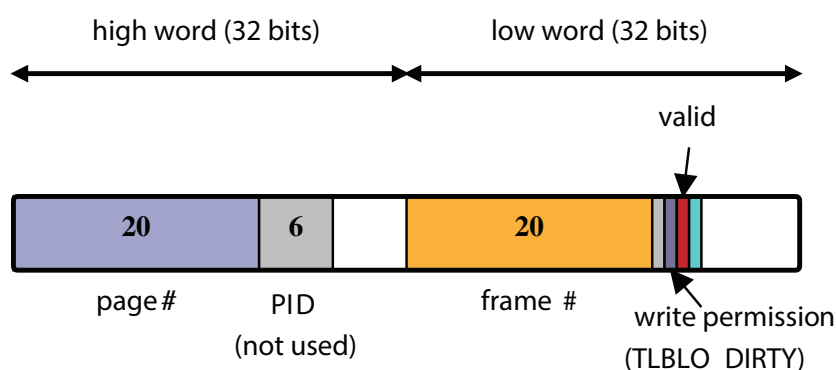 high word (32 bits)
low word (32 bits)
valid
20
6
20
page #
PID
(not used)
frame #
write permission
(TLBLO DIRTY)